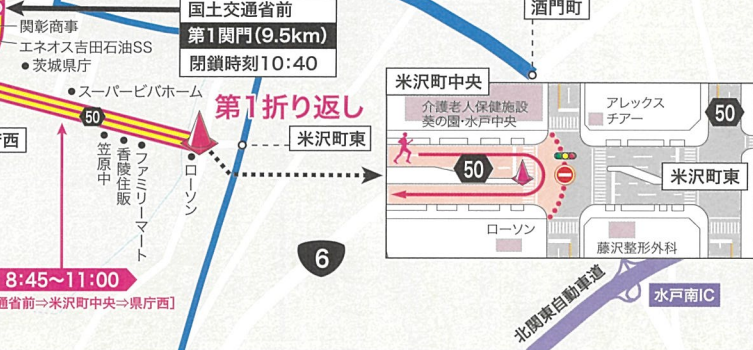 国土交通省前
第1関門(9.5km)
閉鎖時刻10:40
酒門町
関彰商事
エネオス吉田石油SS
茨城県庁
スーパービバホーム
50
第1折り返し
米沢町東
笠原中
香陵住販
ファミリーマート
ローソン
6
8:45~11:00
米沢町中央⇒県庁西]
米沢町中央
介護老人保健施設
葵の園・水戸中央
アレックス
チアー
50
50
米沢町東
ローソン
藤沢整形外科
北関東自動車道
水戸南IC